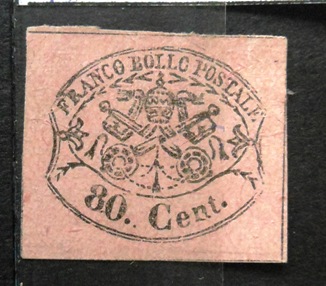 FRANCO BOLLO POSTALE
80. Cent.